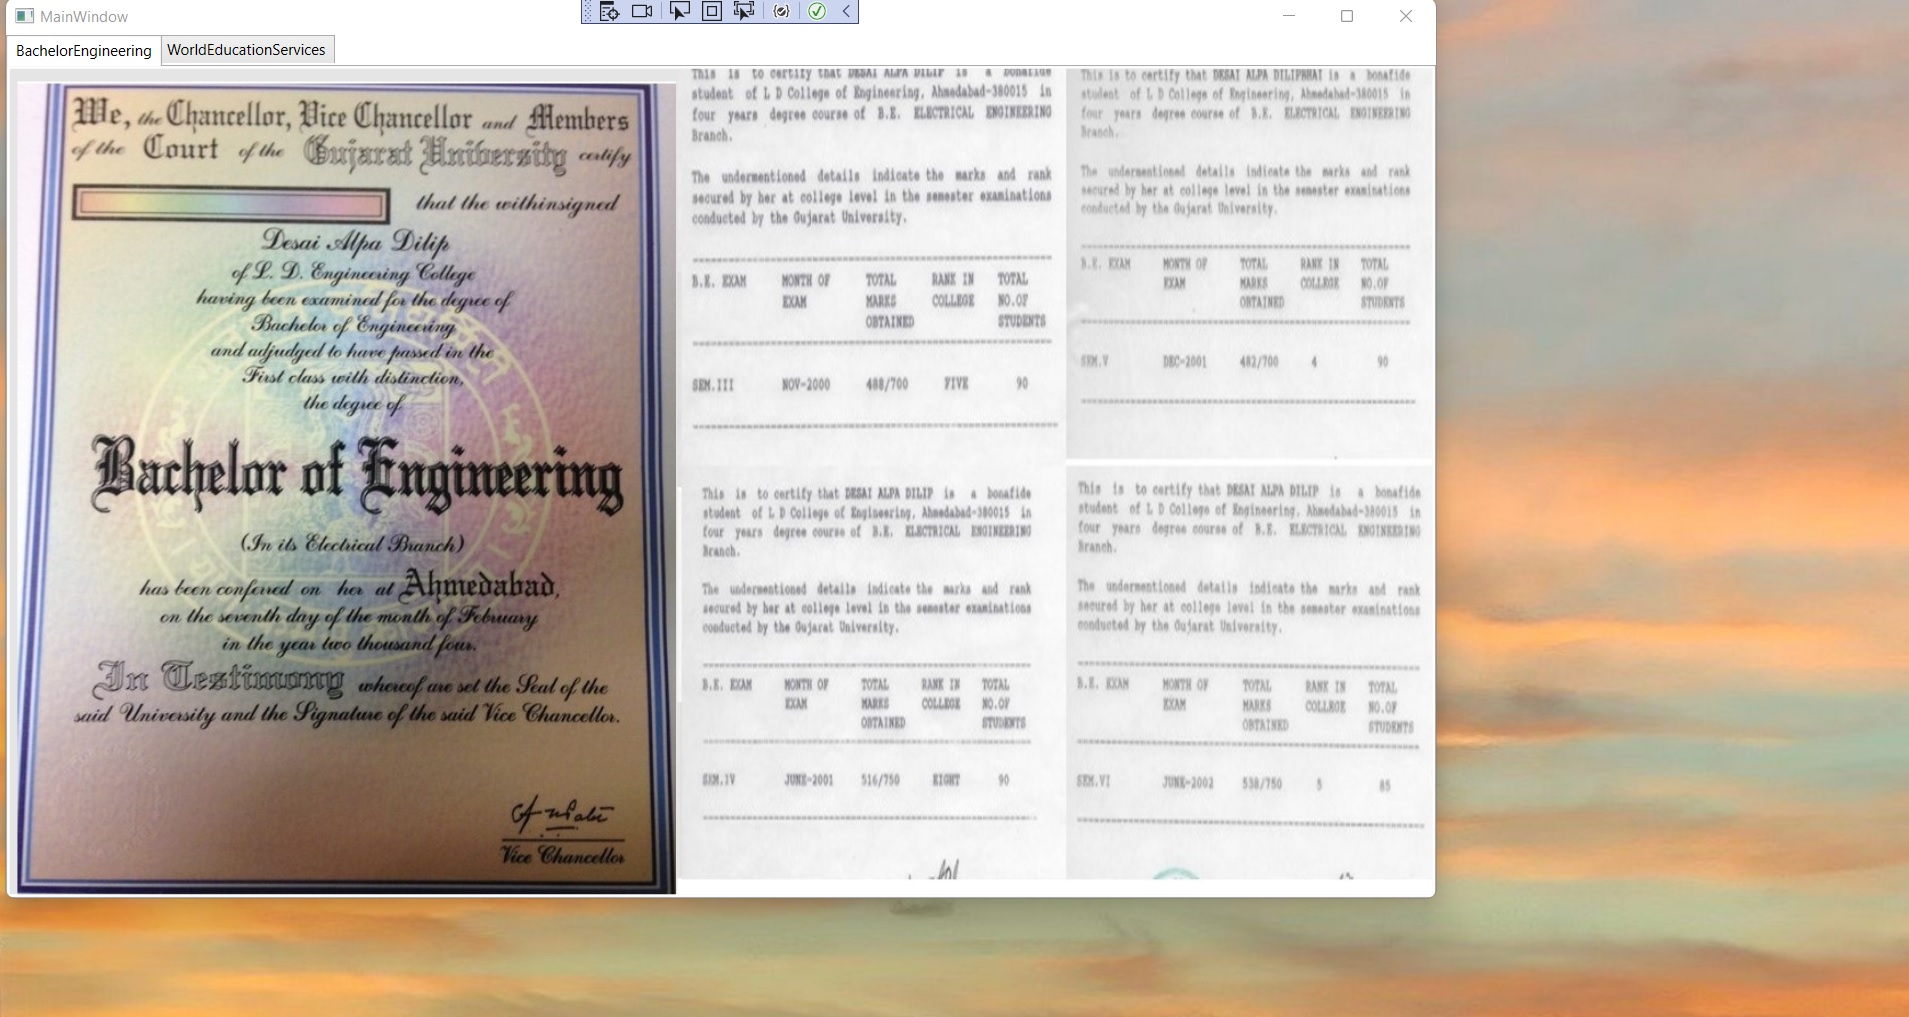 MainWindow
BachelorEngineering
WorldEducationServices
We, the Chancellor, Vice Chancellor and Members
of the Court of the Gujarat University certify
that the withinsigned
Desai Alpa Dilip
of L. D. Engineering College
having been examined for the degree of
Bachelor of Engineering
and adjudged to have passed in the
First class with distinction,
the degree of
Bachelor of Engineering
(In its Electrical Branch)
has been conferred on her at Ahmedabad,
on the seventh day of the month of February
in the year two thousand four.
In Testimony whereof are set the Seal of the
said University and the Signature of the said Vice Chancellor.
Vice Chancellor
This is to certify that DESAI ALPA DILIP is a bonafide
student of L D College of Engineering, Ahmedabad-380015 in
four years degree course of B.E. ELECTRICAL ENGINEERING
Branch.
The undermentioned details indicate the marks and rank
secured by her at college level in the semester examinations
conducted by the Gujarat University.
B.E. EXAM MONTH OF TOTAL RANK IN TOTAL
EXAM MARKS COLLEGE NO.OF
OBTAINED STUDENTS
SEM.III NOV-2000 488/700 FIVE 90
This is to certify that DESAI ALPA DILIPBHAI is a bonafide
student of L D College of Engineering, Ahmedabad-380015 in
four years degree course of B.E. ELECTRICAL ENGINEERING
Branch.
The undermentioned details indicate the marks and rank
secured by her at college level in the semester examinations
conducted by the Gujarat University.
B.E. EXAM MONTH OF TOTAL RANK IN TOTAL
EXAM MARKS COLLEGE NO.OF
OBTAINED STUDENTS
SEM.V DEC-2001 482/700 4 90
This is to certify that DESAI ALPA DILIP is a bonafide
student of L D College of Engineering, Ahmedabad-380015 in
four years degree course of B.E. ELECTRICAL ENGINEERING
Branch.
The undermentioned details indicate the marks and rank
secured by her at college level in the semester examinations
conducted by the Gujarat University.
B.E. EXAM MONTH OF TOTAL RANK IN TOTAL
EXAM MARKS COLLEGE NO.OF
OBTAINED STUDENTS
SEM.IV JUNE-2001 516/750 EIGHT 90
This is to certify that DESAI ALPA DILIP is a bonafide
student of L D College of Engineering, Ahmedabad-380015 in
four years degree course of B.E. ELECTRICAL ENGINEERING
Branch.
The undermentioned details indicate the marks and rank
secured by her at college level in the semester examinations
conducted by the Gujarat University.
B.E. EXAM MONTH OF TOTAL RANK IN TOTAL
EXAM MARKS COLLEGE NO.OF
OBTAINED STUDENTS
SEM.VI JUNE-2002 538/750 5 85